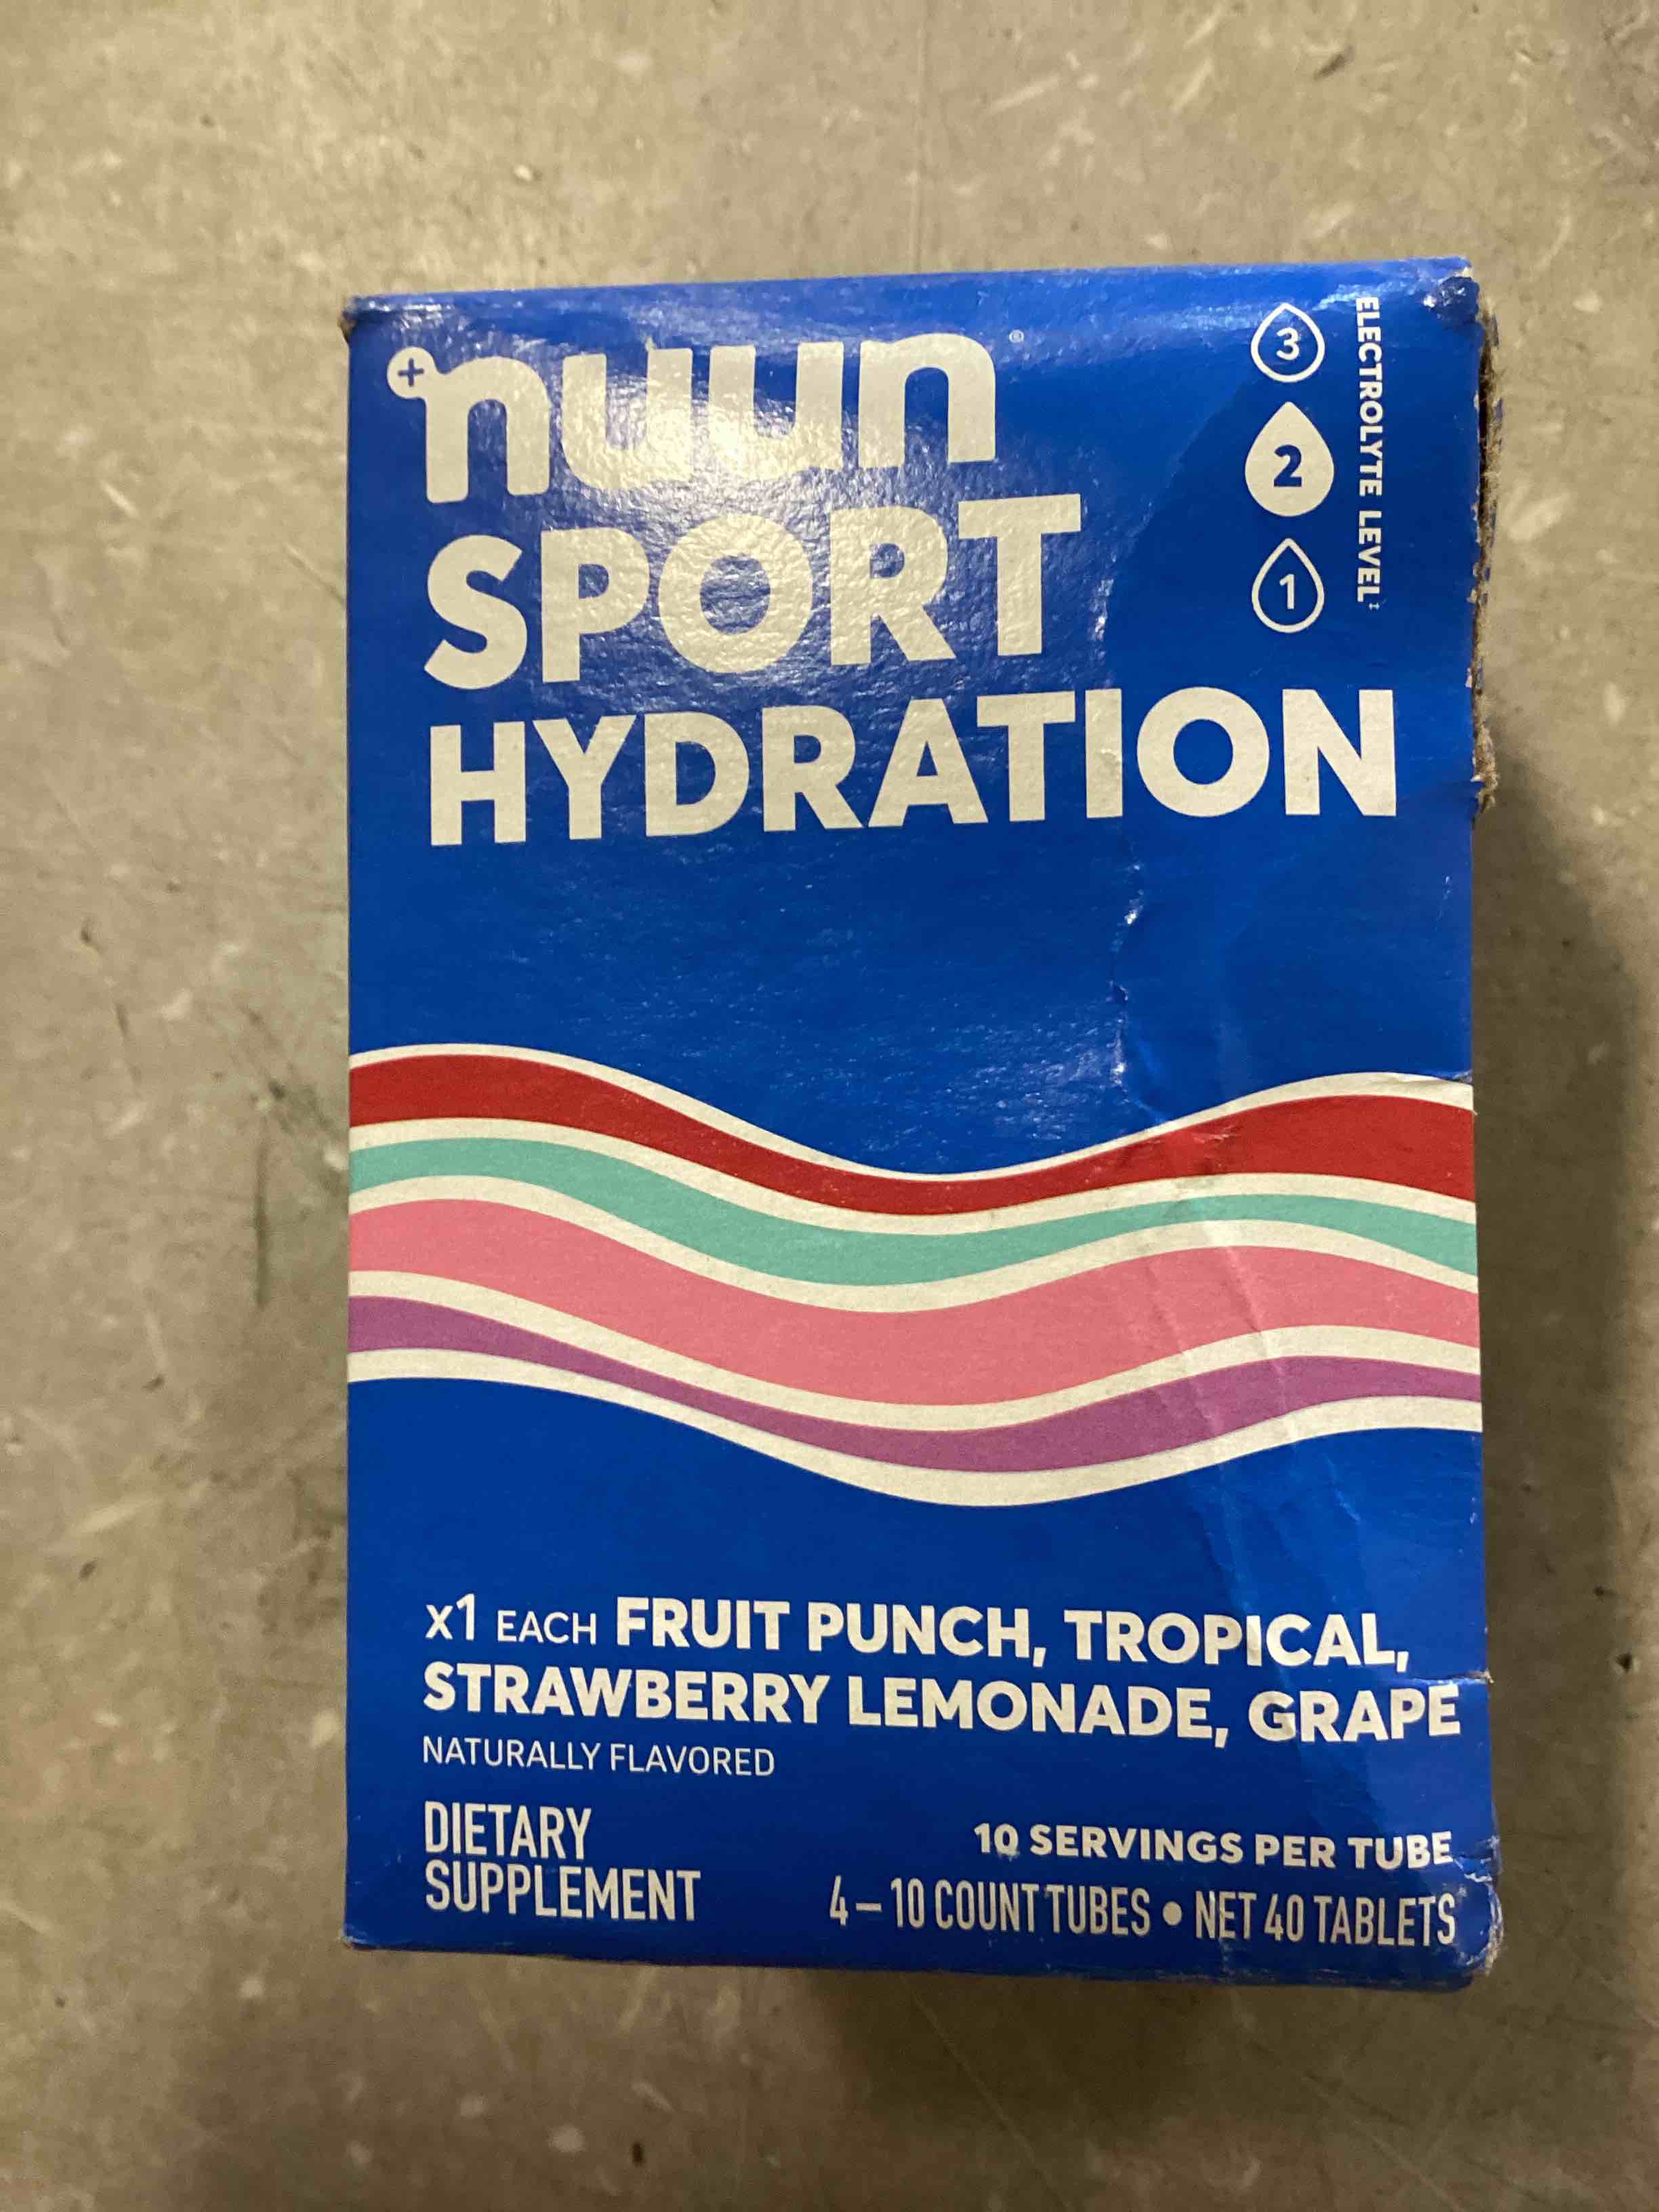 nuun®
SPORT
HYDRATION
3
2
1
ELECTROLYTE LEVEL‡
x1 EACH FRUIT PUNCH, TROPICAL,
STRAWBERRY LEMONADE, GRAPE
NATURALLY FLAVORED
DIETARY
SUPPLEMENT
10 SERVINGS PER TUBE
4–10 COUNT TUBES • NET 40 TABLETS